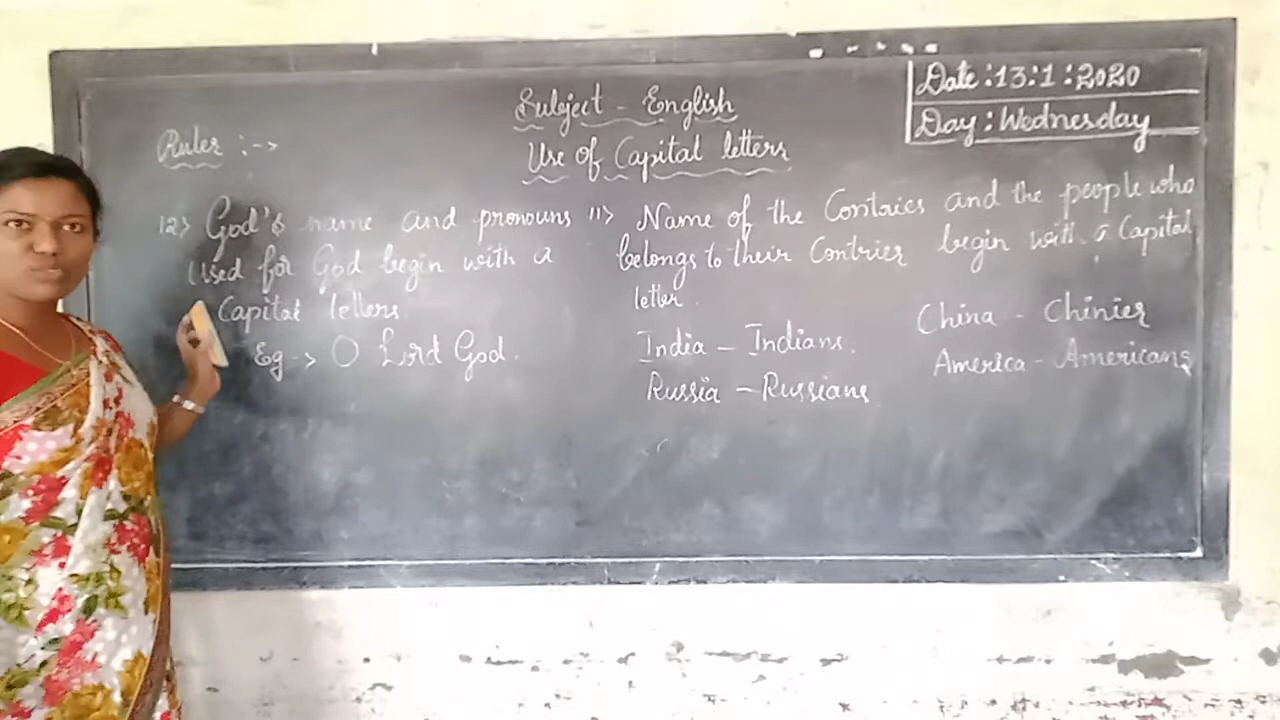 Subject - English
Date : 13 : 1 : 2020
Day : Wednesday
Use of Capital letters
Rules :->
12> God's name and pronouns
Used for God begin with a
Capital letters
Eg -> O Lord God.
11> Name of the Contries and the people who
belongs to their Contries begin with a Capital
letter.
India - Indians.
Russia - Russians
China - Chinies
America - Americans